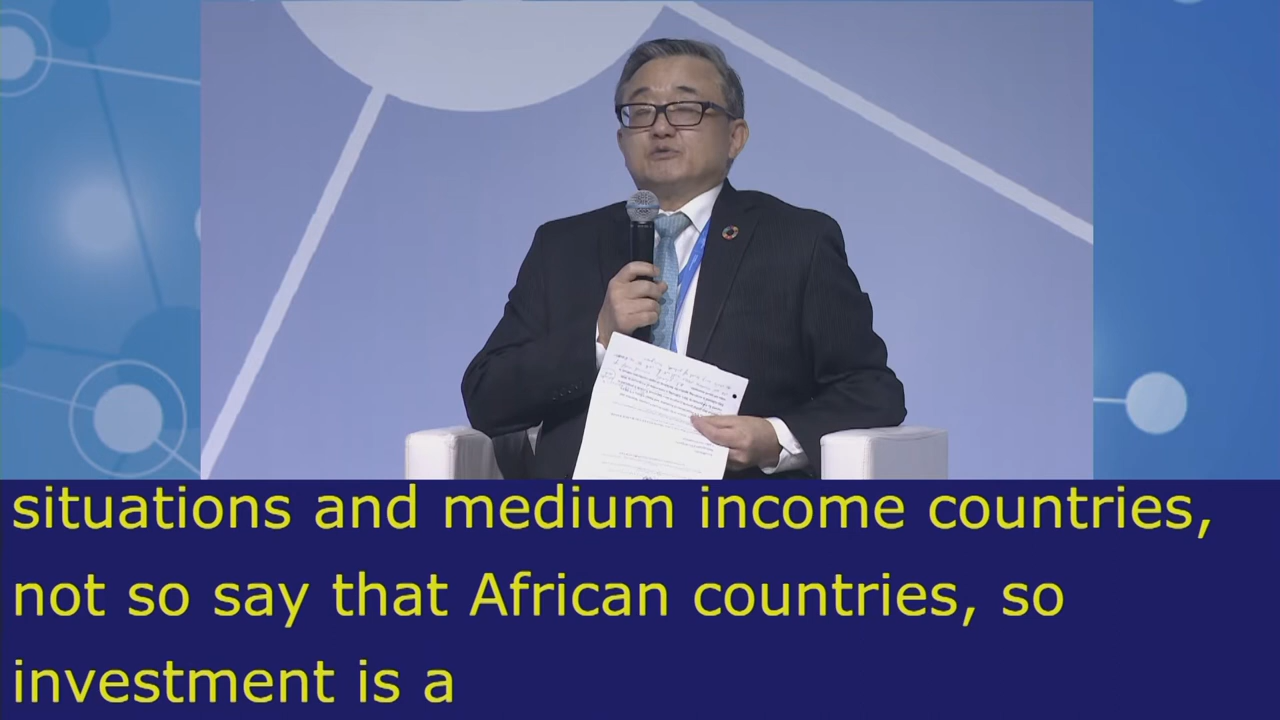 situations and medium income countries,
not so say that African countries, so
investment is a